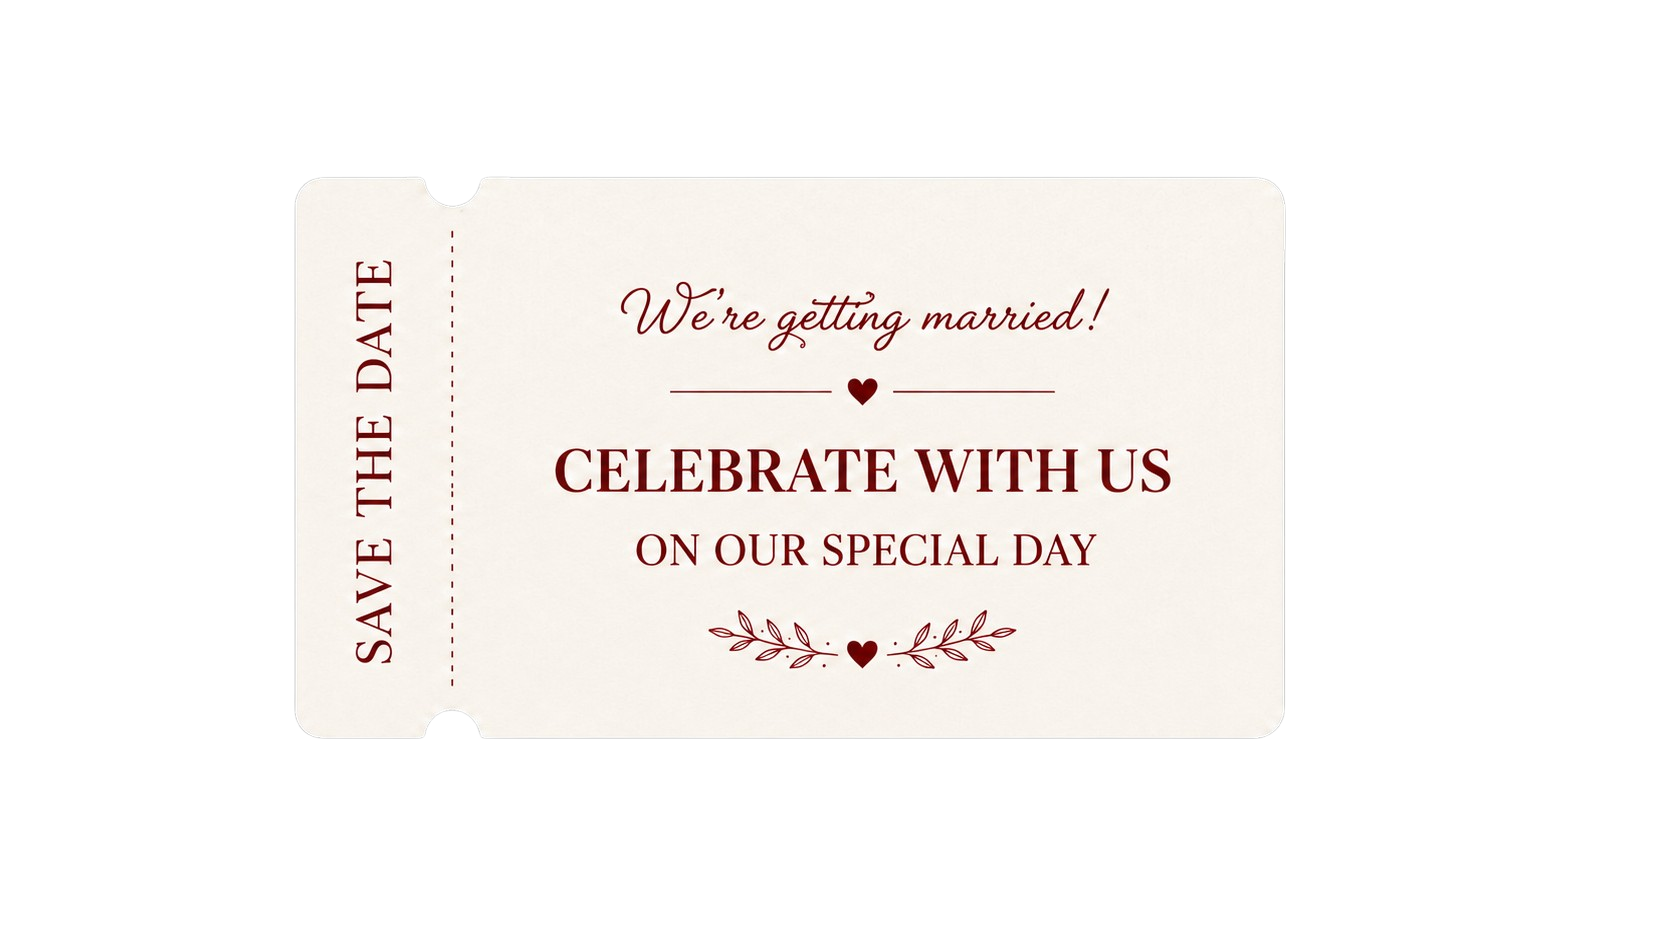 SAVE THE DATE
We're getting married!
CELEBRATE WITH US
ON OUR SPECIAL DAY